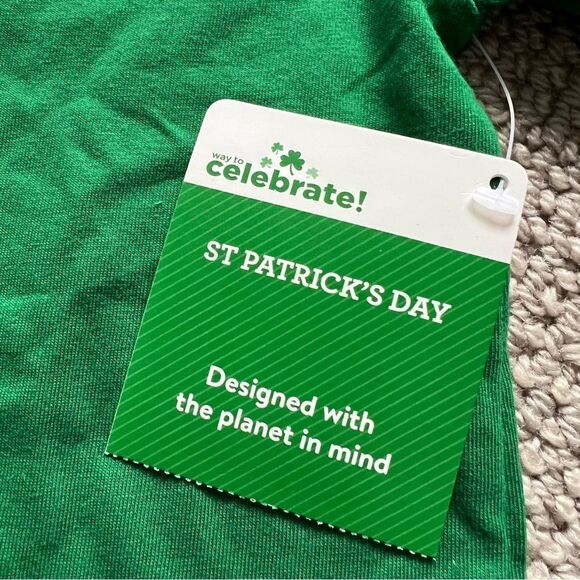 way to
celebrate!
ST PATRICK'S DAY
Designed with
the planet in mind